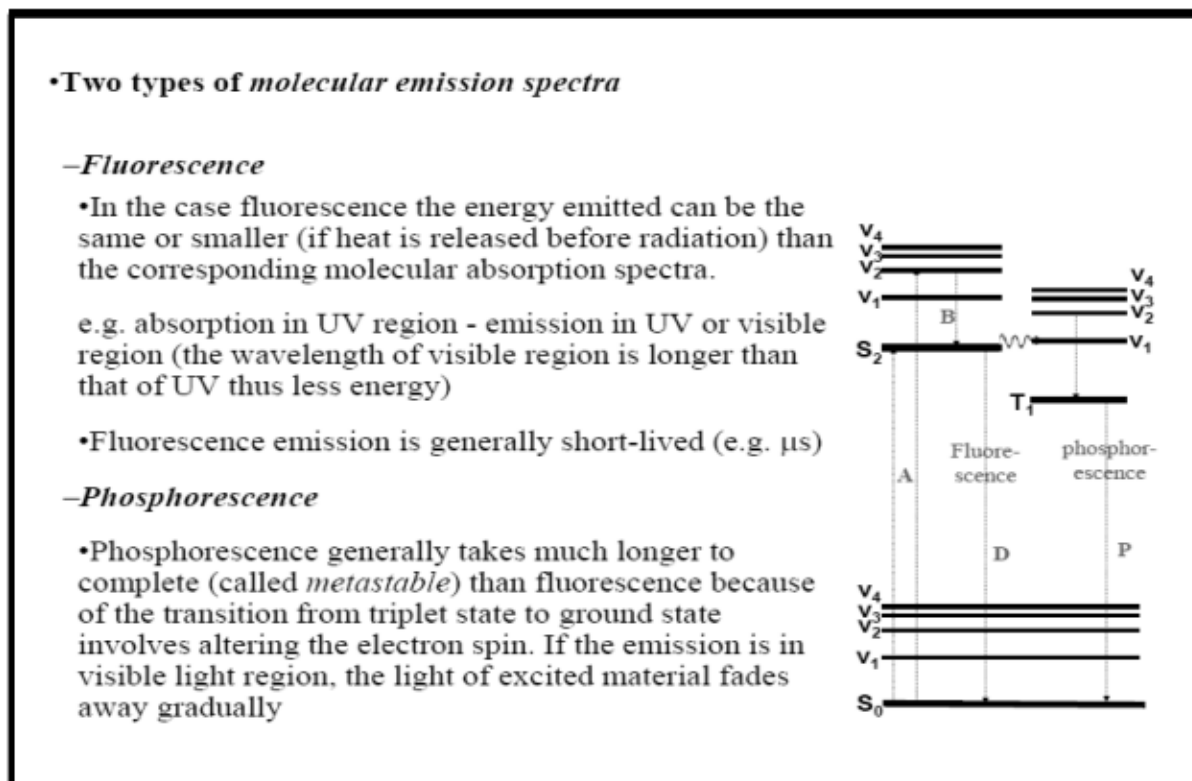 •Two types of molecular emission spectra
–Fluorescence
•In the case fluorescence the energy emitted can be the
same or smaller (if heat is released before radiation) than
the corresponding molecular absorption spectra.
e.g. absorption in UV region - emission in UV or visible
region (the wavelength of visible region is longer than
that of UV thus less energy)
•Fluorescence emission is generally short-lived (e.g. μs)
–Phosphorescence
•Phosphorescence generally takes much longer to
complete (called metastable) than fluorescence because
of the transition from triplet state to ground state
involves altering the electron spin. If the emission is in
visible light region, the light of excited material fades
away gradually
V4
V3
V2
V1
B
S2
V4
V3
V2
V1
T1
A
Fluore-
scence
phosphor-
escence
D
P
V4
V3
V2
V1
S0